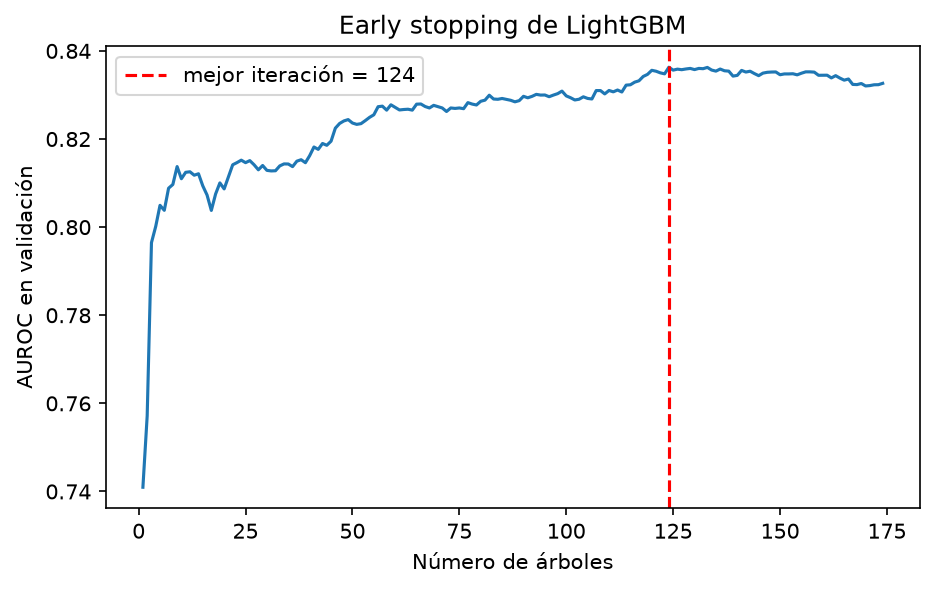 Early stopping de LightGBM
mejor iteración = 124
AUROC en validación
0.84
0.82
0.80
0.78
0.76
0.74
0 25 50 75 100 125 150 175
Número de árboles